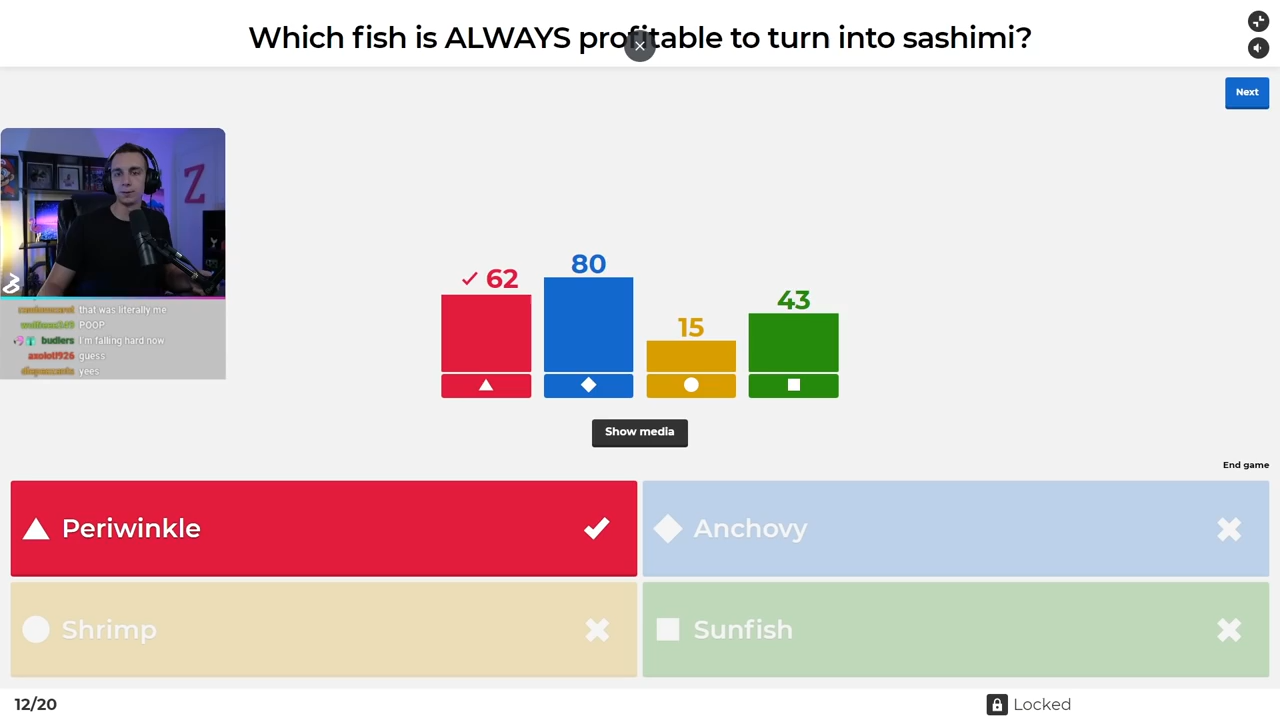 Which fish is ALWAYS profitable to turn into sashimi?
Next
Z
that was literally me
POOP
budlers I'm falling hard now
axolotl926 guess
yees
62
80
15
43
Show media
End game
Periwinkle
Anchovy
Shrimp
Sunfish
12/20
Locked